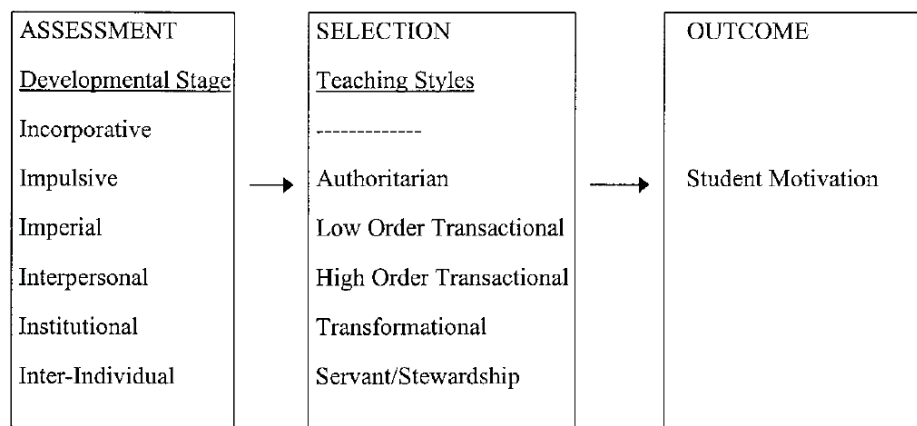 ASSESSMENT
Developmental Stage
Incorporative
Impulsive
Imperial
Interpersonal
Institutional
Inter-Individual
SELECTION
Teaching Styles
-------------
Authoritarian
Low Order Transactional
High Order Transactional
Transformational
Servant/Stewardship
OUTCOME
Student Motivation